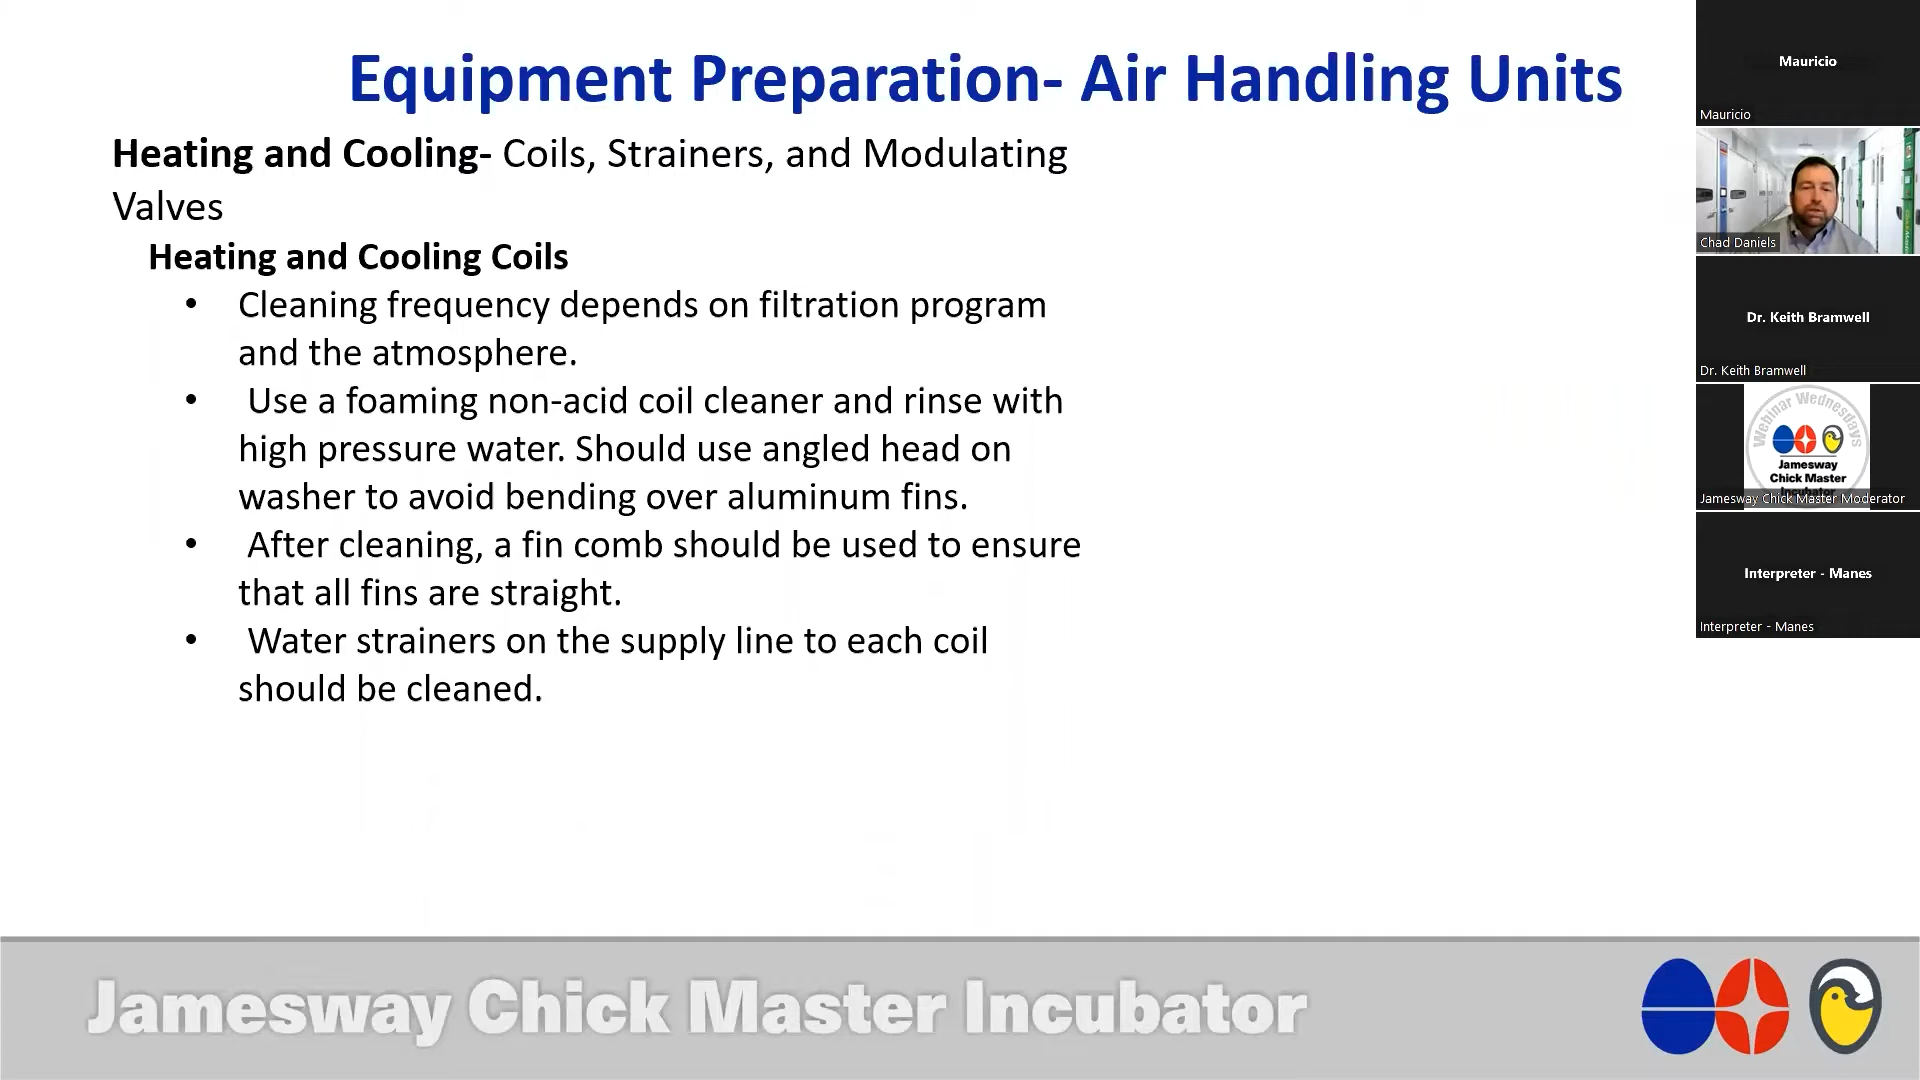 Equipment Preparation- Air Handling Units
Heating and Cooling- Coils, Strainers, and Modulating
Valves
Heating and Cooling Coils
• Cleaning frequency depends on filtration program
and the atmosphere.
• Use a foaming non-acid coil cleaner and rinse with
high pressure water. Should use angled head on
washer to avoid bending over aluminum fins.
• After cleaning, a fin comb should be used to ensure
that all fins are straight.
• Water strainers on the supply line to each coil
should be cleaned.
Jamesway Chick Master Incubator
Mauricio
Mauricio
Chad Daniels
Dr. Keith Bramwell
Dr. Keith Bramwell
Webinar Wednesdays
Jamesway
Chick Master
Jamesway Chick Master Moderator
Interpreter - Manes
Interpreter - Manes